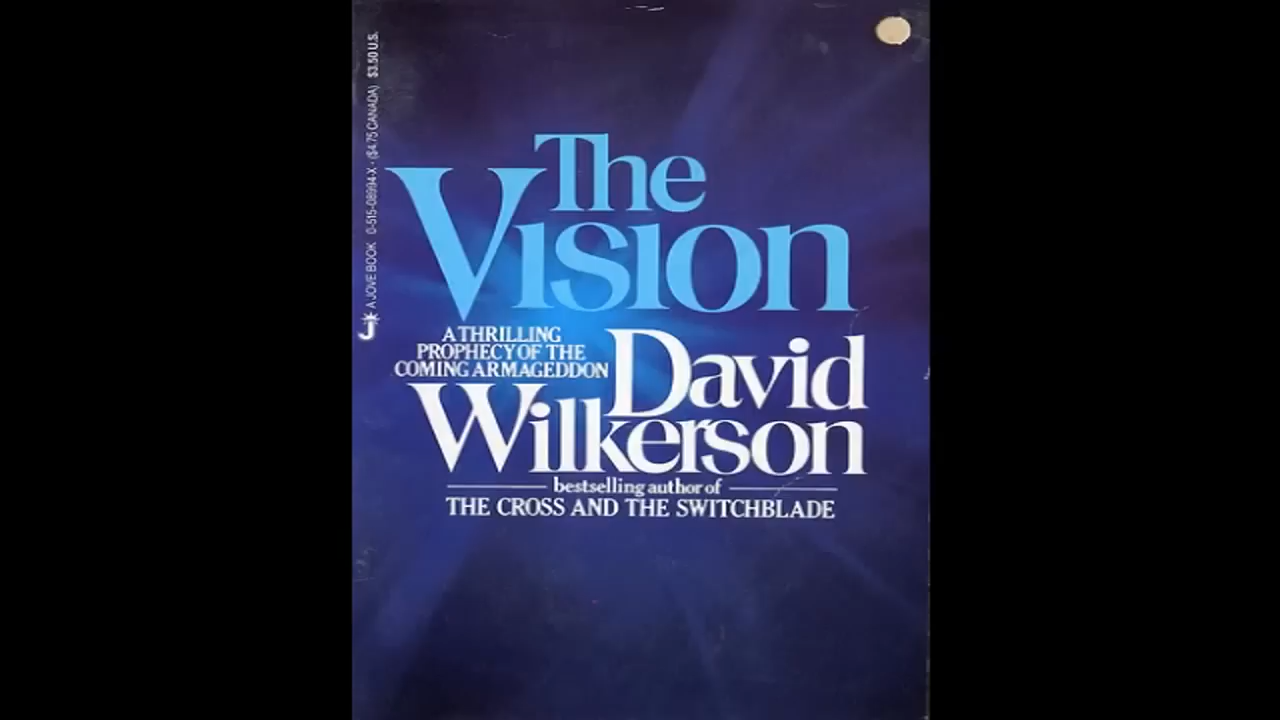 A JOVE BOOK 0-515-08994-X • ($4.75 CANADA) $3.50 U.S.
The
Vision
A THRILLING
PROPHECY OF THE
COMING ARMAGEDDON
David
Wilkerson
bestselling author of
THE CROSS AND THE SWITCHBLADE